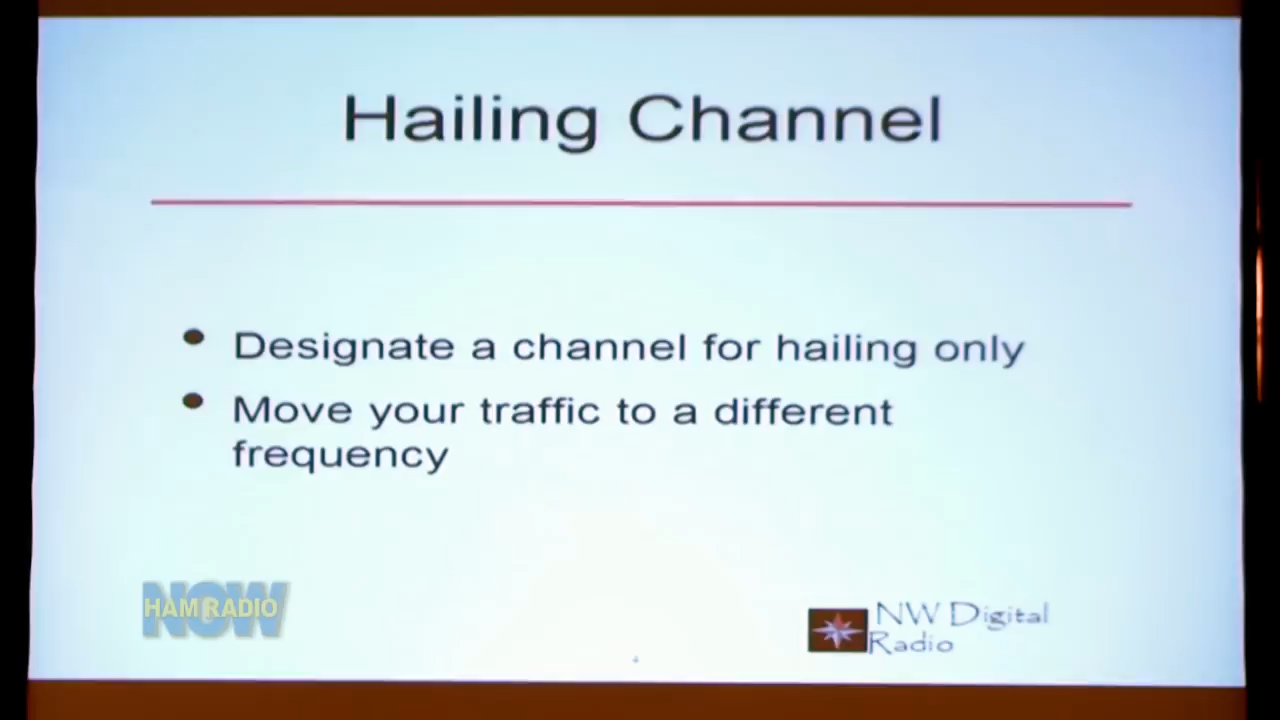 Hailing Channel
Designate a channel for hailing only
Move your traffic to a different
frequency
NOW
HAM RADIO
NW Digital
Radio
4